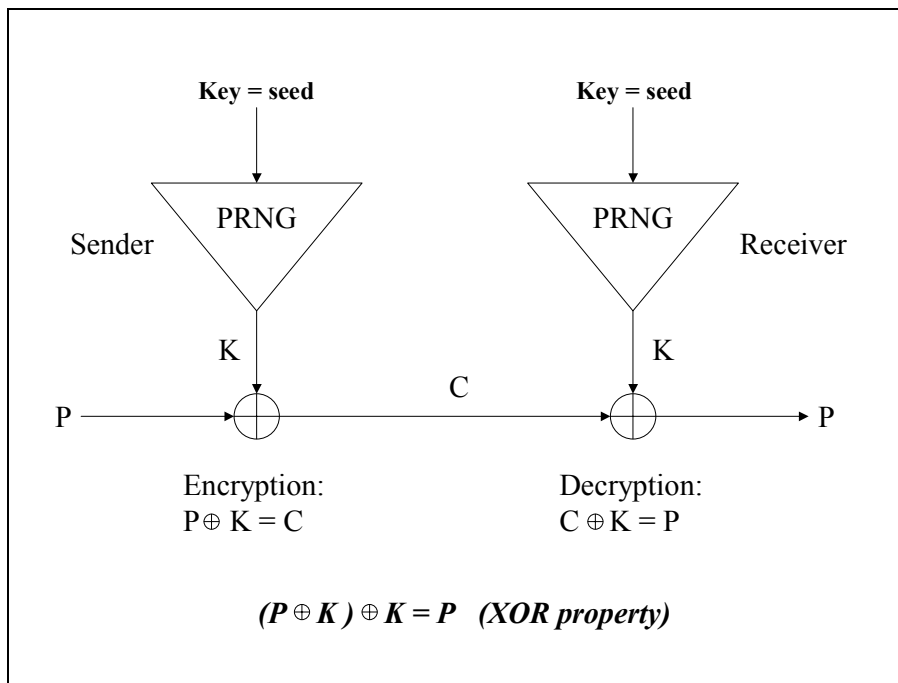 Key = seed
Key = seed
PRNG
PRNG
Sender
Receiver
K
K
C
P
P
Encryption:
P ⊕ K = C
Decryption:
C ⊕ K = P
(P ⊕ K ) ⊕ K = P (XOR property)